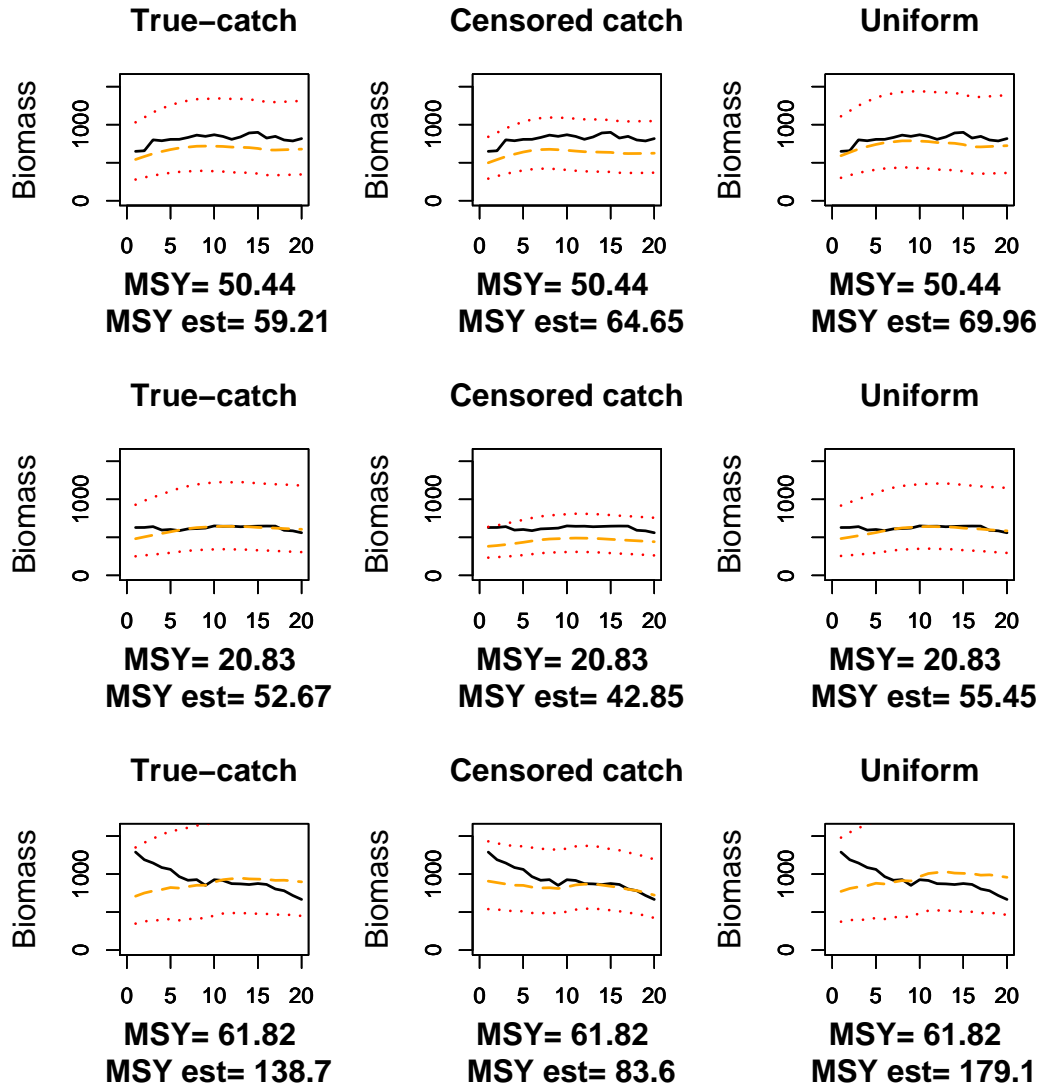 True−catch Censored catch Uniform
Biomass Biomass Biomass
1000 1000 1000
0 0 0
0 5 10 15 20 0 5 10 15 20 0 5 10 15 20
MSY= 50.44 MSY= 50.44 MSY= 50.44
MSY est= 59.21 MSY est= 64.65 MSY est= 69.96
True−catch Censored catch Uniform
Biomass Biomass Biomass
1000 1000 1000
0 0 0
0 5 10 15 20 0 5 10 15 20 0 5 10 15 20
MSY= 20.83 MSY= 20.83 MSY= 20.83
MSY est= 52.67 MSY est= 42.85 MSY est= 55.45
True−catch Censored catch Uniform
Biomass Biomass Biomass
1000 1000 1000
0 0 0
0 5 10 15 20 0 5 10 15 20 0 5 10 15 20
MSY= 61.82 MSY= 61.82 MSY= 61.82
MSY est= 138.7 MSY est= 83.6 MSY est= 179.1